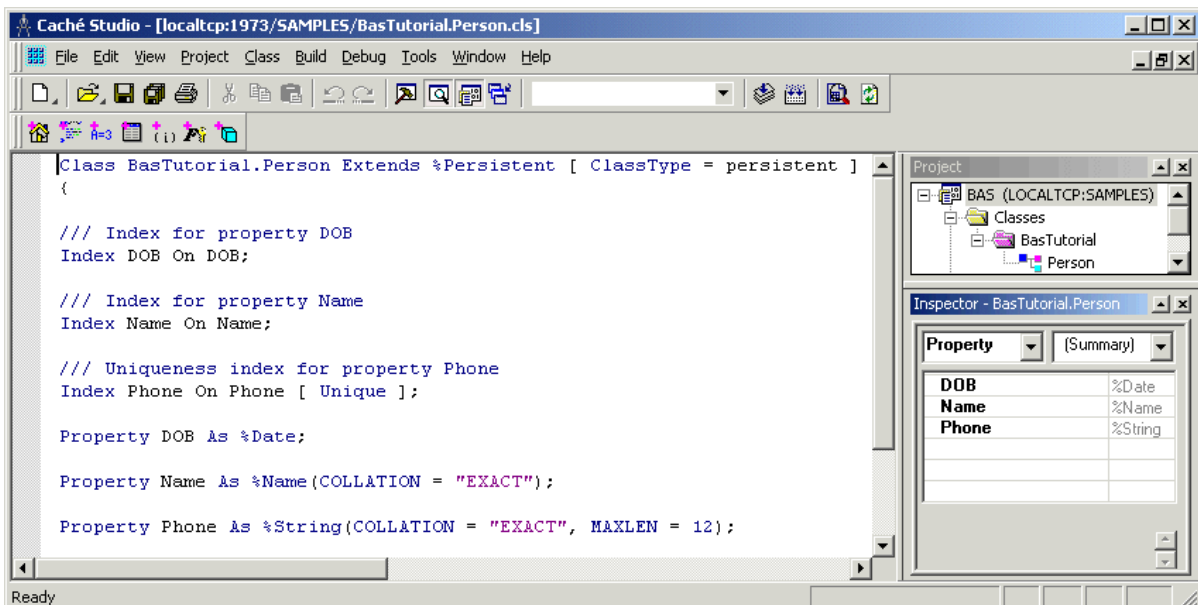 Caché Studio - [localtcp:1973/SAMPLES/BasTutorial.Person.cls]
File Edit View Project Class Build Debug Tools Window Help
A=3
(i)
Class BasTutorial.Person Extends %Persistent [ ClassType = persistent ]
{
/// Index for property DOB
Index DOB On DOB;
/// Index for property Name
Index Name On Name;
/// Uniqueness index for property Phone
Index Phone On Phone [ Unique ];
Property DOB As %Date;
Property Name As %Name(COLLATION = "EXACT");
Property Phone As %String(COLLATION = "EXACT", MAXLEN = 12);
Project
BAS (LOCALTCP:SAMPLES)
Classes
BasTutorial
Person
Inspector - BasTutorial.Person
Property (Summary)
DOB %Date
Name %Name
Phone %String
Ready